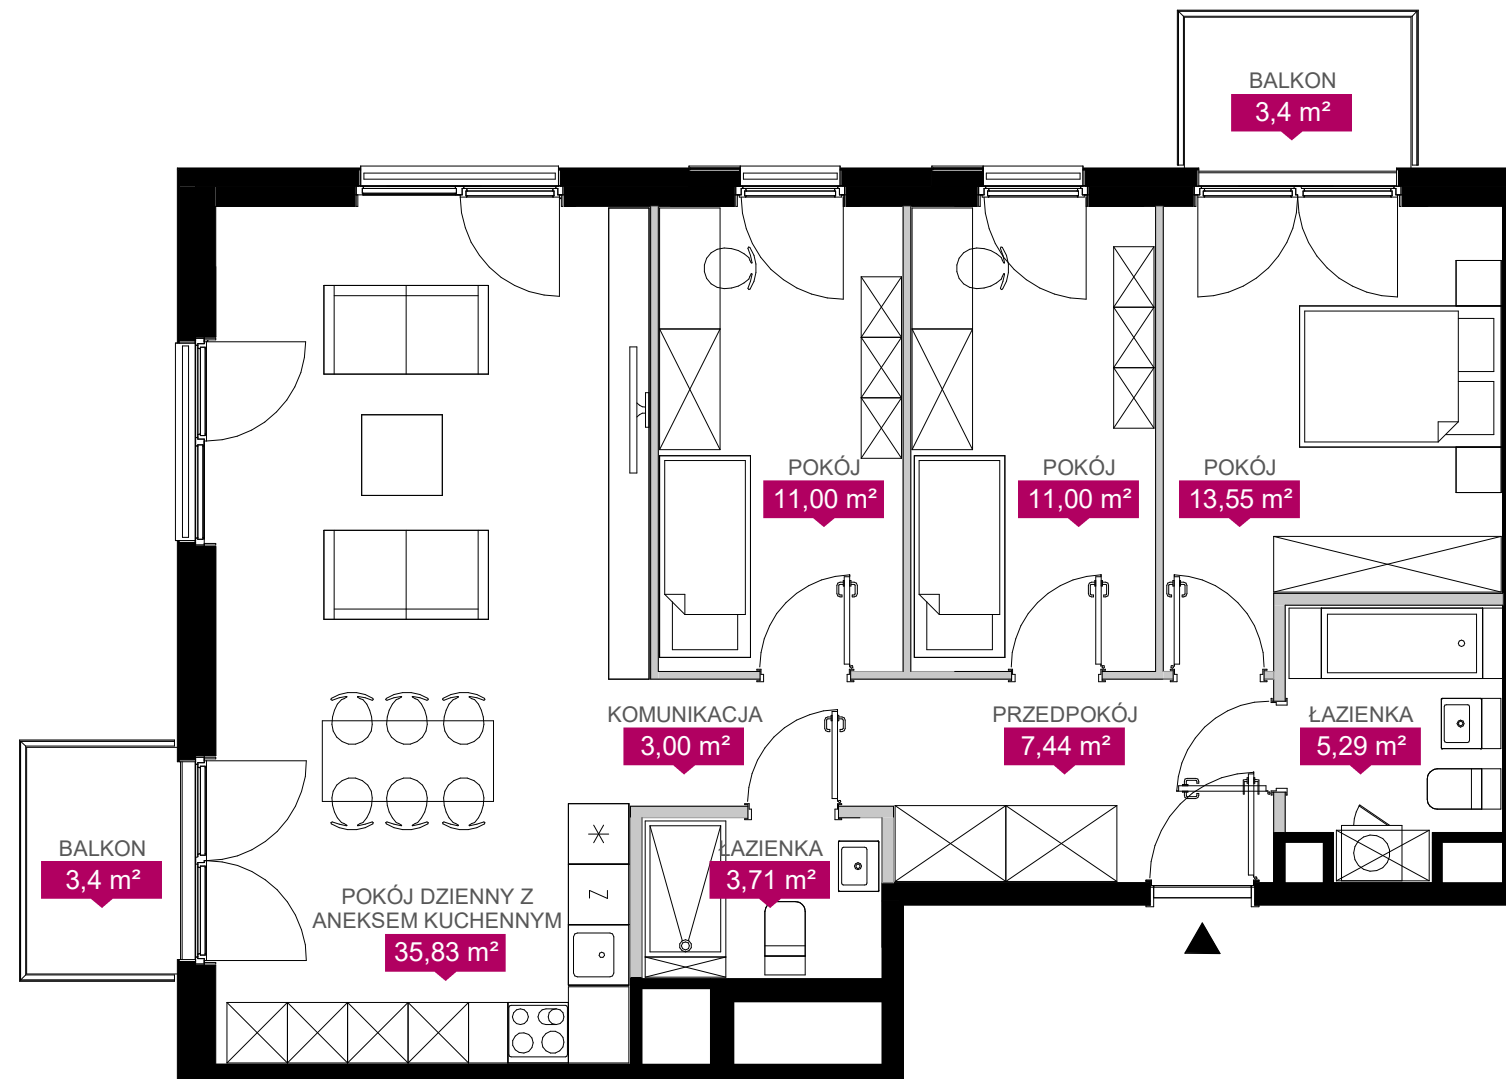 BALKON
3,4 m²
POKÓJ
11,00 m²
POKÓJ
11,00 m²
POKÓJ
13,55 m²
KOMUNIKACJA
3,00 m²
PRZEDPOKÓJ
7,44 m²
ŁAZIENKA
5,29 m²
BALKON
3,4 m²
POKÓJ DZIENNY Z
ANEKSEM KUCHENNYM
35,83 m²
ŁAZIENKA
3,71 m²
Z